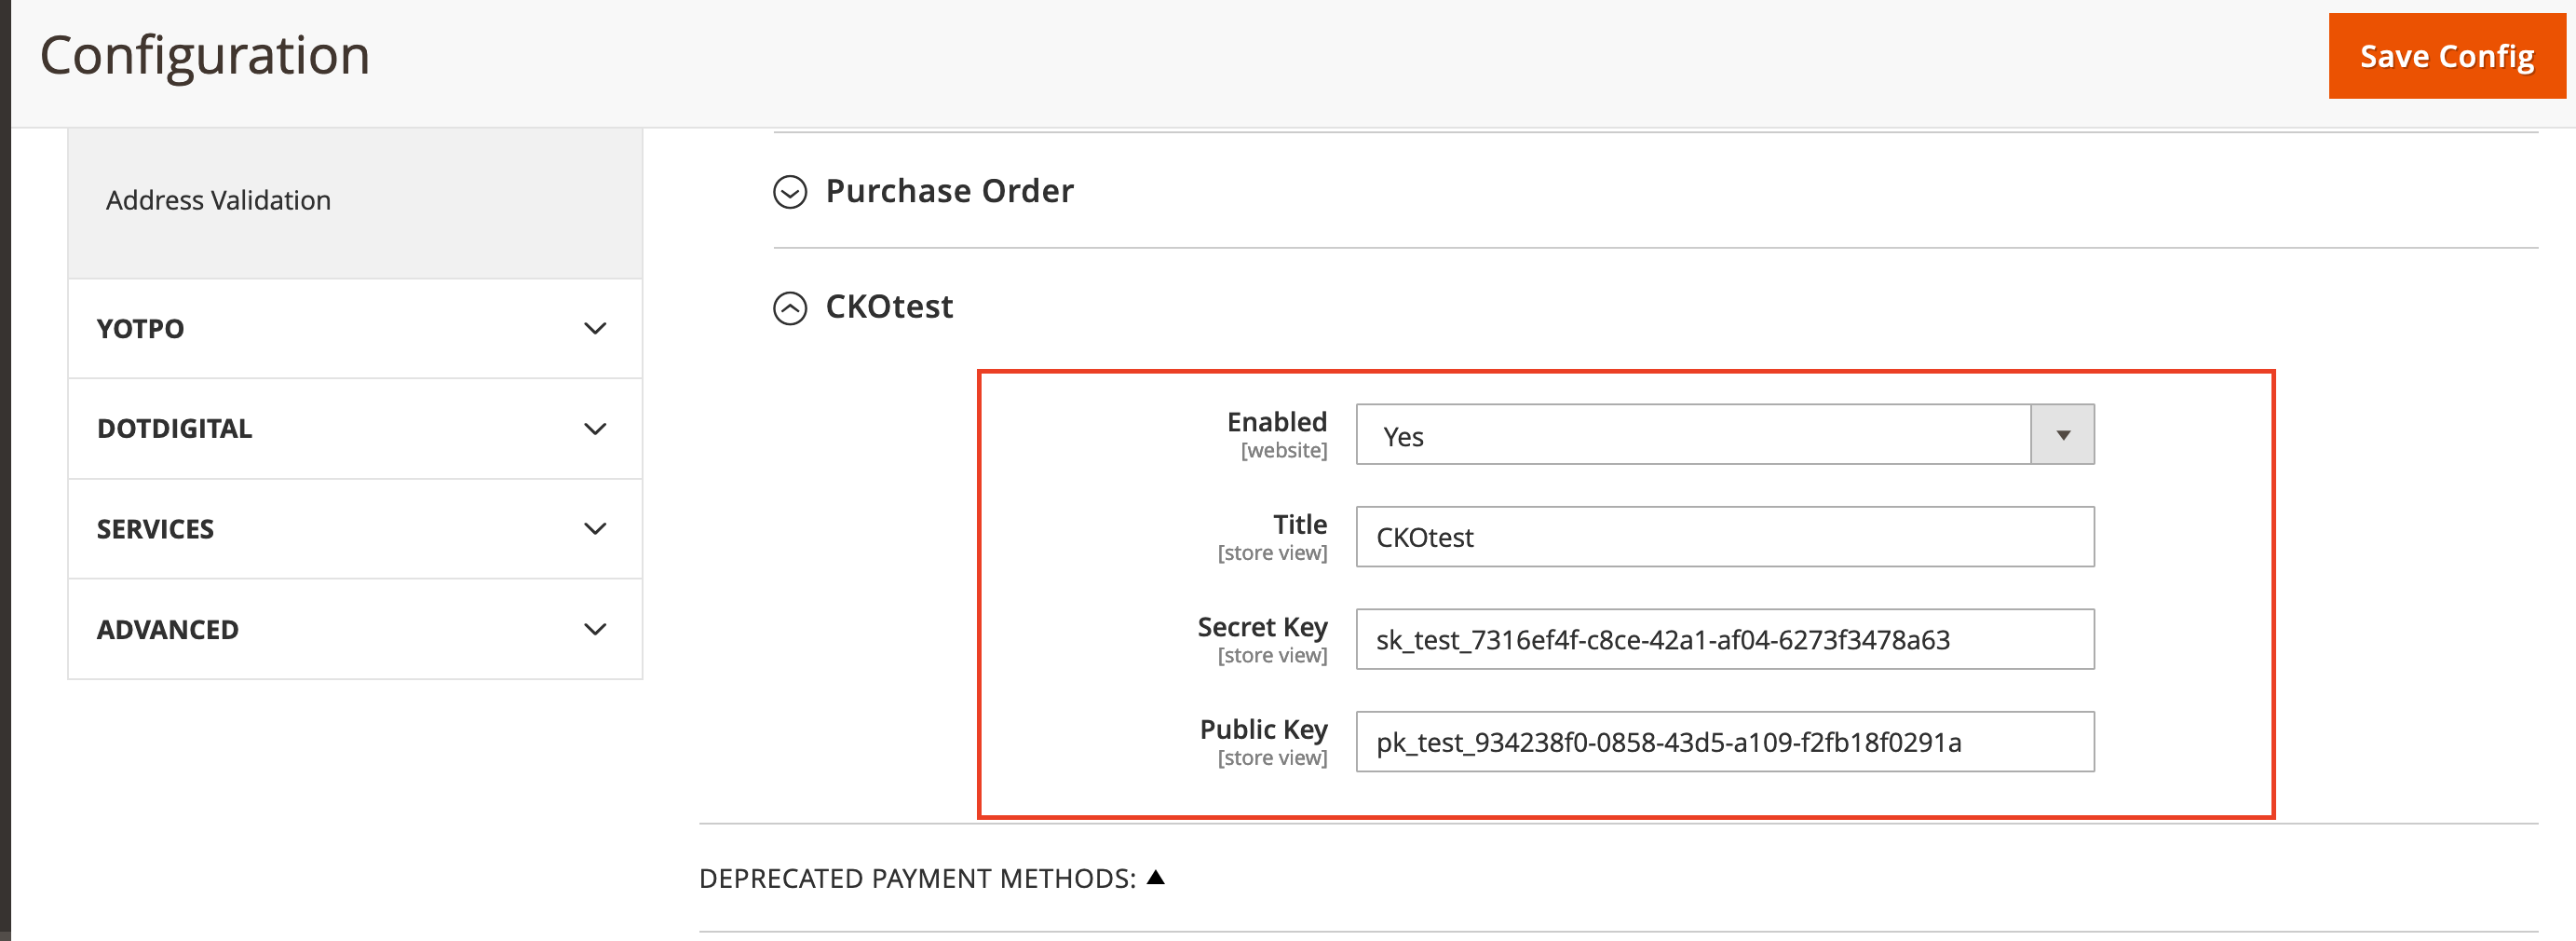 Configuration
Save Config
Address Validation
YOTPO
DOTDIGITAL
SERVICES
ADVANCED
Purchase Order
CKOtest
Enabled
[website]
Yes
Title
[store view]
CKOtest
Secret Key
[store view]
sk_test_7316ef4f-c8ce-42a1-af04-6273f3478a63
Public Key
[store view]
pk_test_934238f0-0858-43d5-a109-f2fb18f0291a
DEPRECATED PAYMENT METHODS: